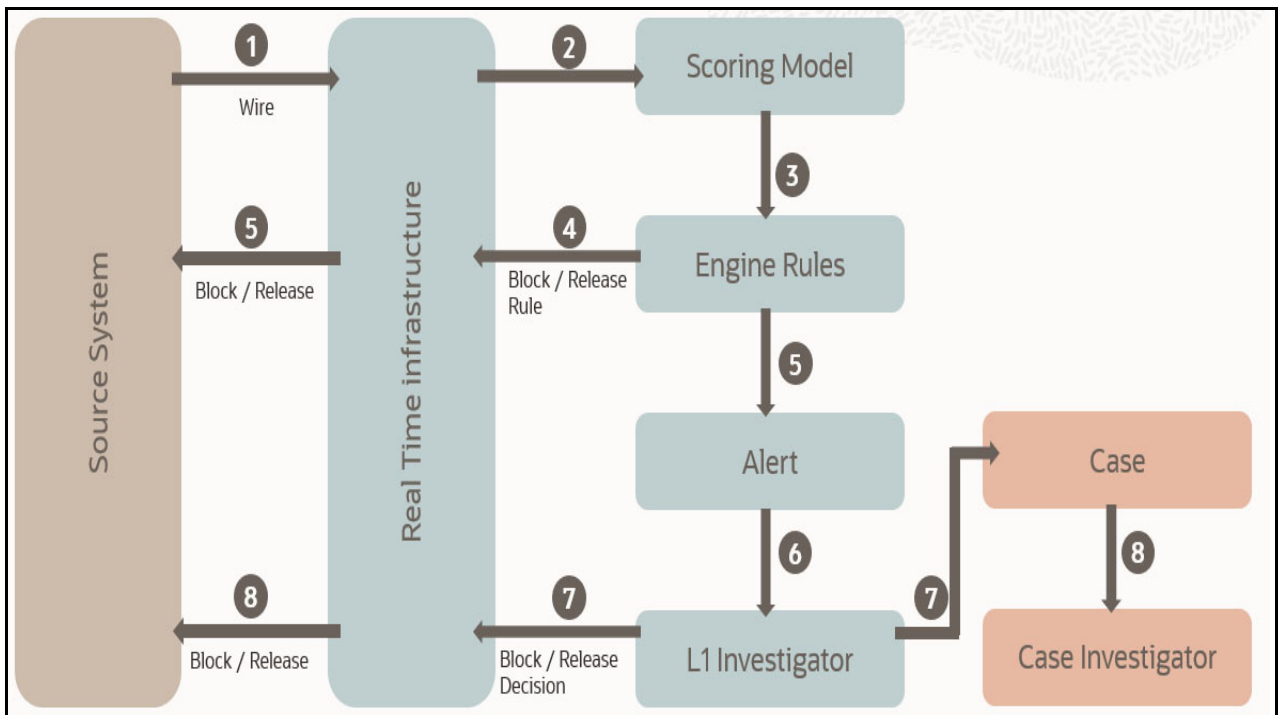 1
2
Scoring Model
Wire
3
5
4
Engine Rules
Block / Release
Block / Release
Rule
Source System
Real Time infrastructure
5
Alert
Case
6
8
8
7
7
Block / Release
Block / Release
Decision
L1 Investigator
Case Investigator